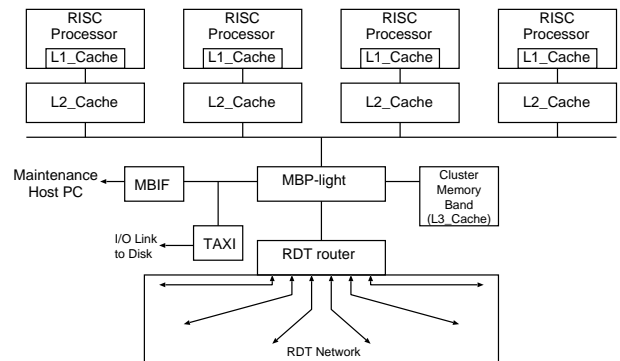 RISC
Processor
L1_Cache
L2_Cache
RISC
Processor
L1_Cache
L2_Cache
RISC
Processor
L1_Cache
L2_Cache
RISC
Processor
L1_Cache
L2_Cache
Maintenance
Host PC
MBIF
MBP-light
Cluster
Memory
Band
(L3_Cache)
I/O Link
to Disk
TAXI
RDT router
RDT Network